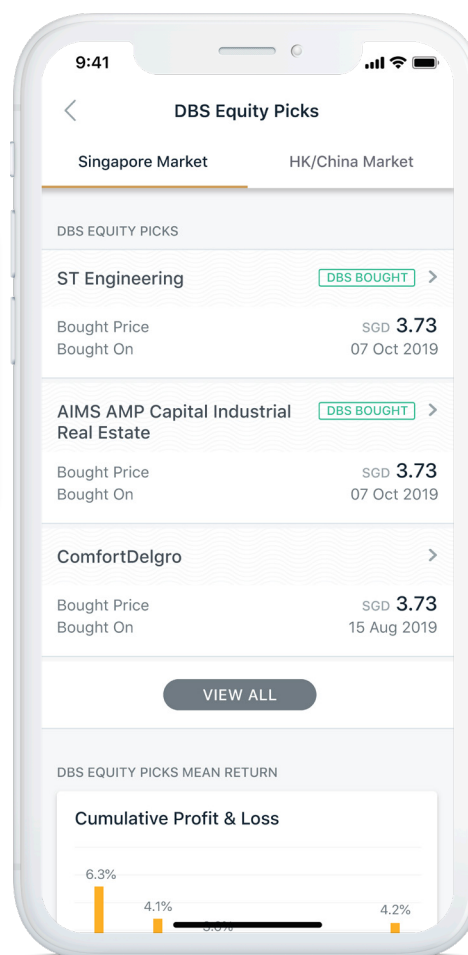 9:41
DBS Equity Picks
Singapore Market HK/China Market
DBS EQUITY PICKS
ST Engineering DBS BOUGHT
Bought Price SGD 3.73
Bought On 07 Oct 2019
AIMS AMP Capital Industrial DBS BOUGHT
Real Estate
Bought Price SGD 3.73
Bought On 07 Oct 2019
ComfortDelgro
Bought Price SGD 3.73
Bought On 15 Aug 2019
VIEW ALL
DBS EQUITY PICKS MEAN RETURN
Cumulative Profit & Loss
6.3%
4.1%
4.2%